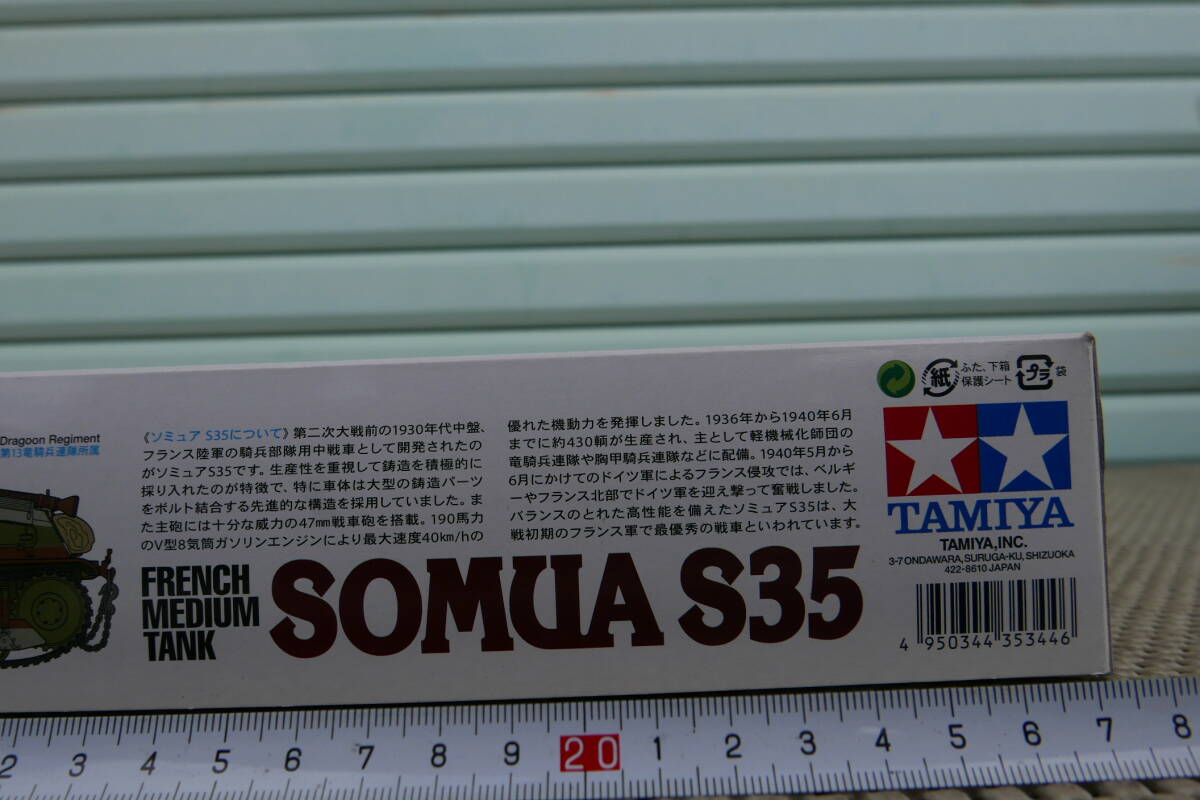 Dragoon Regiment
第13竜騎兵連隊所属
《ソミュア S35について》第二次大戦前の1930年代中盤、
フランス陸軍の騎兵部隊用中戦車として開発されたの
がソミュアS35です。生産性を重視して鋳造を積極的に
採り入れたのが特徴で、特に車体は大型の鋳造パーツ
をボルト結合する先進的な構造を採用していました。ま
た主砲には十分な威力の47mm戦車砲を搭載。190馬力
のV型8気筒ガソリンエンジンにより最大速度40km/hの
優れた機動力を発揮しました。1936年から1940年6月
までに約430輌が生産され、主として軽機械化師団の
竜騎兵連隊や胸甲騎兵連隊などに配備。1940年5月から
6月にかけてのドイツ軍によるフランス侵攻では、ベルギ
ーやフランス北部でドイツ軍を迎え撃って奮戦しました。
バランスのとれた高性能を備えたソミュアS35は、大
戦初期のフランス軍で最優秀の戦車といわれています。
FRENCH
MEDIUM
TANK
SOMUA S35
紙
ふた、下箱
保護シート
プラ
袋
TAMIYA
TAMIYA,INC.
3-7 ONDAWARA, SURUGA-KU, SHIZUOKA
422-8610 JAPAN
4 950344 353446
2 3 4 5 6 7 8 9 20 1 2 3 4 5 6 7 8